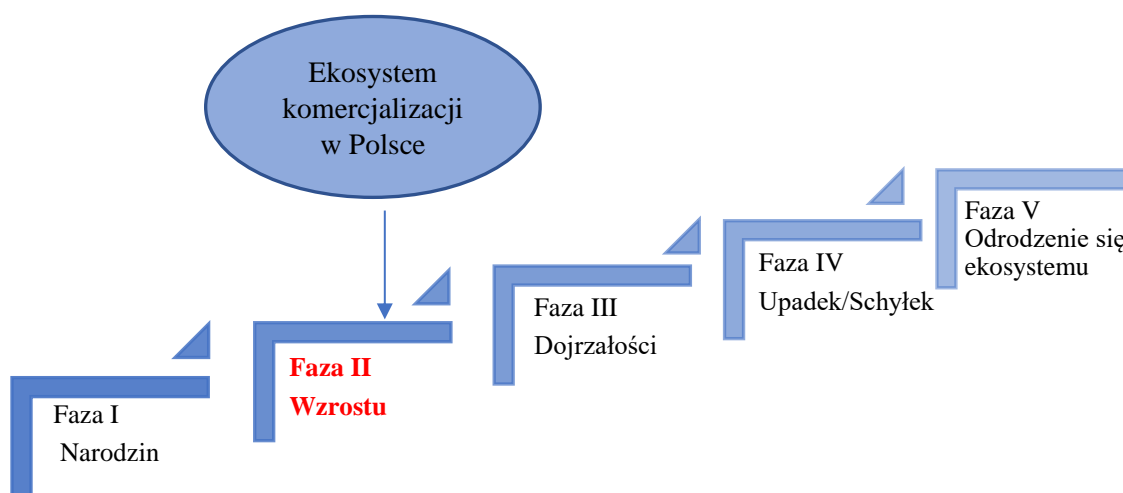 Ekosystem
komercjalizacji
w Polsce
Faza I
Narodzin
Faza II
Wzrostu
Faza III
Dojrzałości
Faza IV
Upadek/Schyłek
Faza V
Odrodzenie się
ekosystemu